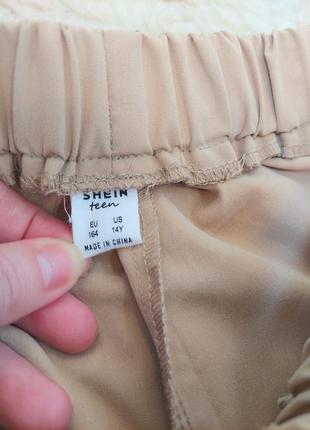 SHEIN
teen
EU US
164 14Y
MADE IN CHINA